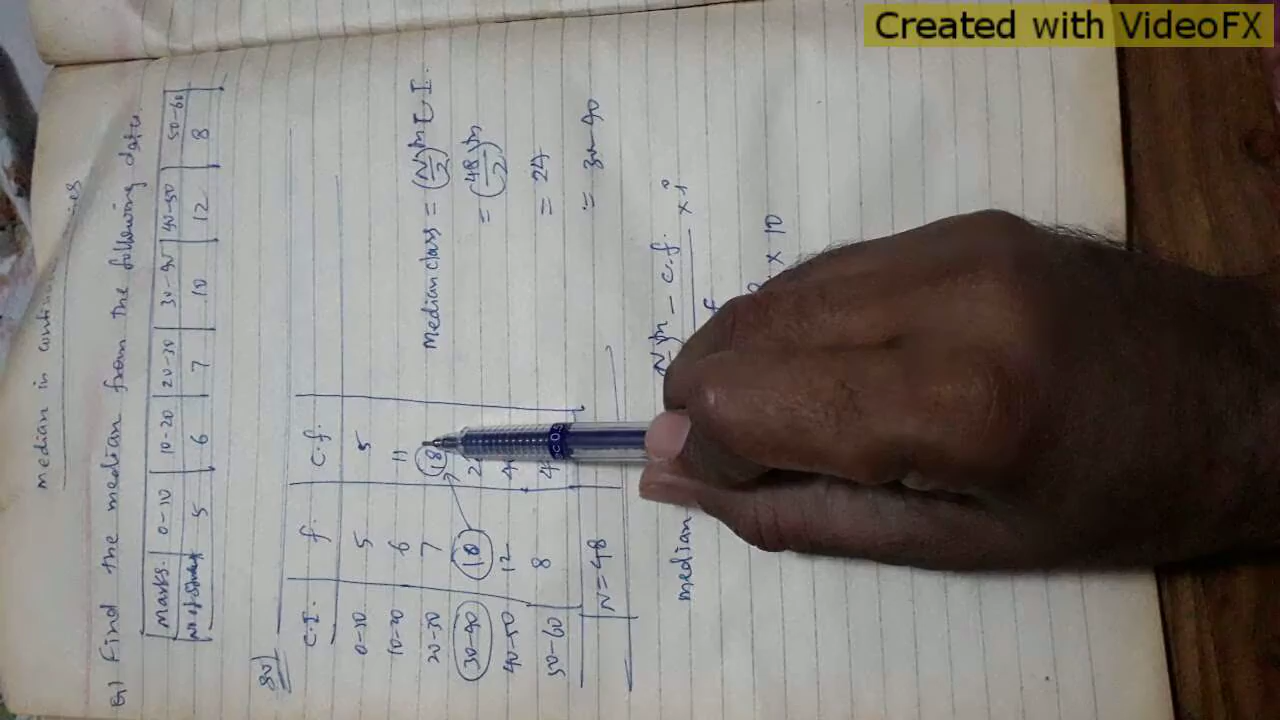 Created with VideoFX
median in
Q1) Find the median from the following data
Marks. 0-10 10-20 20-30 30-40 40-50 50-60
5 6 7 10 12 8
C.I. f. c.f.
0-10 5 5
10-20 6 11
20-30 7 18 Median class = (N/2)th C.I.
30-40 10 = (48/2)th
40-50 12 = 24
50-60 8
N=48 = 30-40
median N/2th - c.f. × i
f
× 10